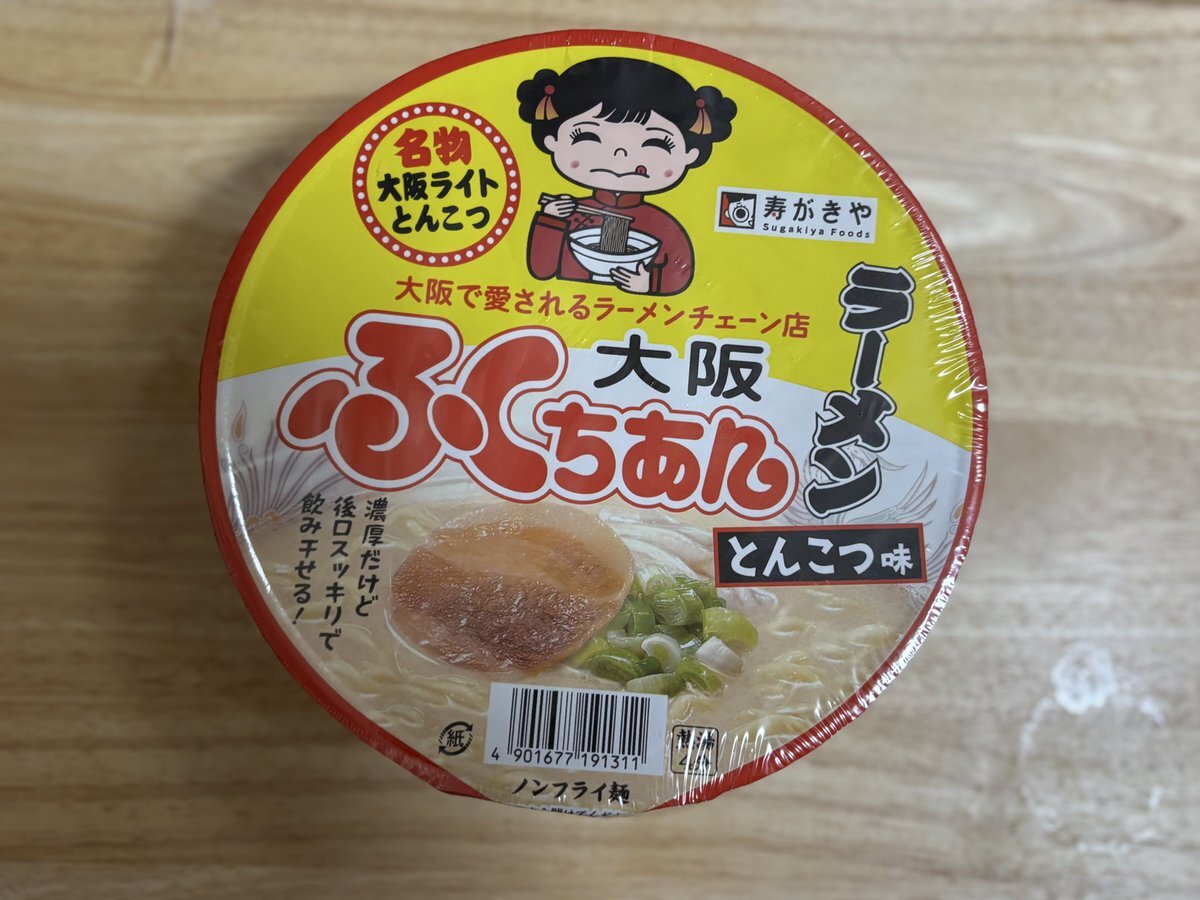 名物
大阪ライト
とんこつ
寿がきや
Sugakiya Foods
大阪で愛されるラーメンチェーン店
大阪
ふくちあん
ラーメン
とんこつ味
濃厚だけど
後口スッキリで
飲み干せる!
紙
4 901677 191311
熱湯
4分
ノンフライ麺